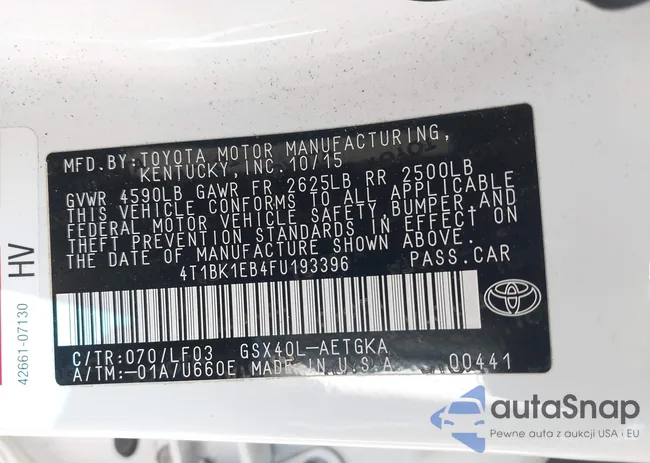 MFD.BY:TOYOTA MOTOR MANUFACTURING,
KENTUCKY, INC. 10/15
GVWR 4590LB GAWR FR 2625LB RR 2500LB
THIS VEHICLE CONFORMS TO ALL APPLICABLE
FEDERAL MOTOR VEHICLE SAFETY,BUMPER,AND
THEFT PREVENTION STANDARDS IN EFFECT ON
THE DATE OF MANUFACTURE SHOWN ABOVE.
4T1BK1EB4FU193396 PASS.CAR
C/TR:070/LF03 GSX40L-AETGKA
A/TM:-01A/U660E MADE IN U.S.A. 00441
HV
42661-07130
autaSnap
Pewne auta z aukcji USA i EU